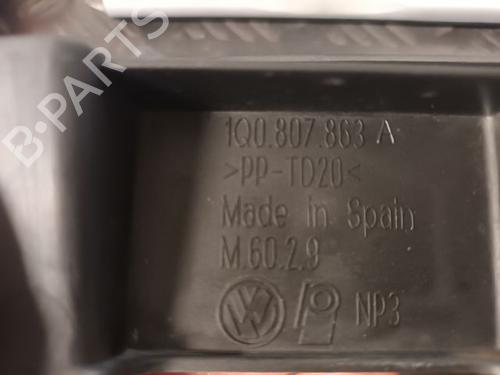 1Q0.807.863 A
>PP-TD20<
Made in Spain
M.60.2.9
NP3
B-PARTS